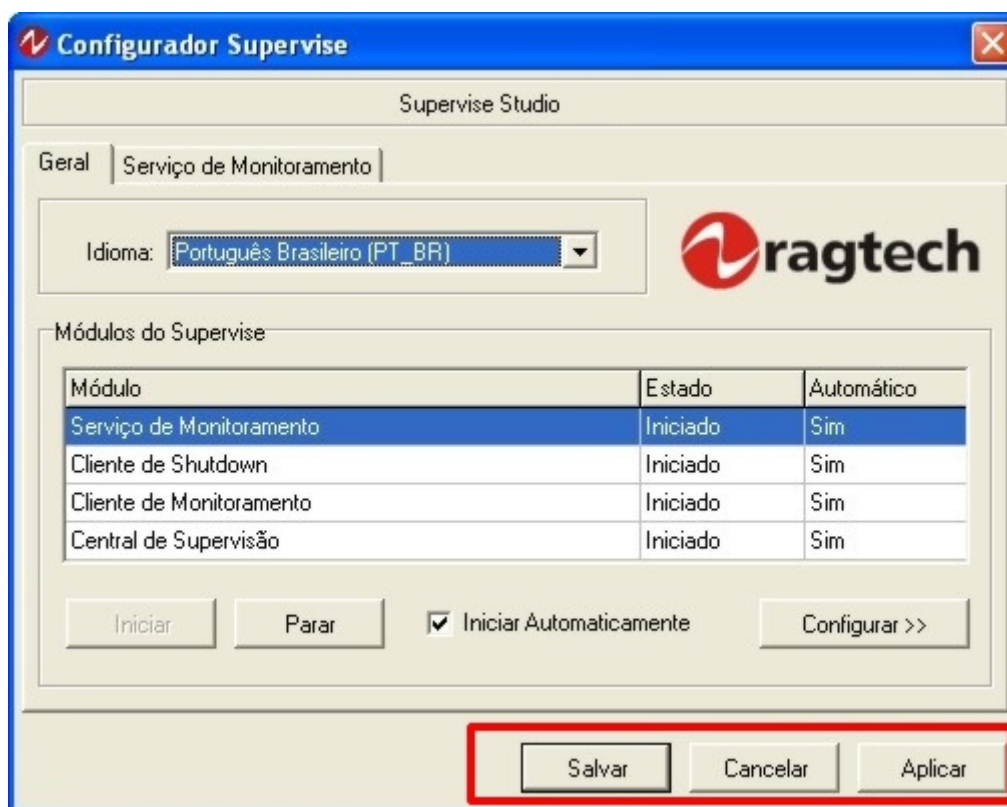 Configurador Supervise
Supervise Studio
Geral Serviço de Monitoramento
Idioma: Português Brasileiro (PT_BR)
ragtech
Módulos do Supervise
Módulo Estado Automático
Serviço de Monitoramento Iniciado Sim
Cliente de Shutdown Iniciado Sim
Cliente de Monitoramento Iniciado Sim
Central de Supervisão Iniciado Sim
Iniciar Parar Iniciar Automaticamente Configurar >>
Salvar Cancelar Aplicar